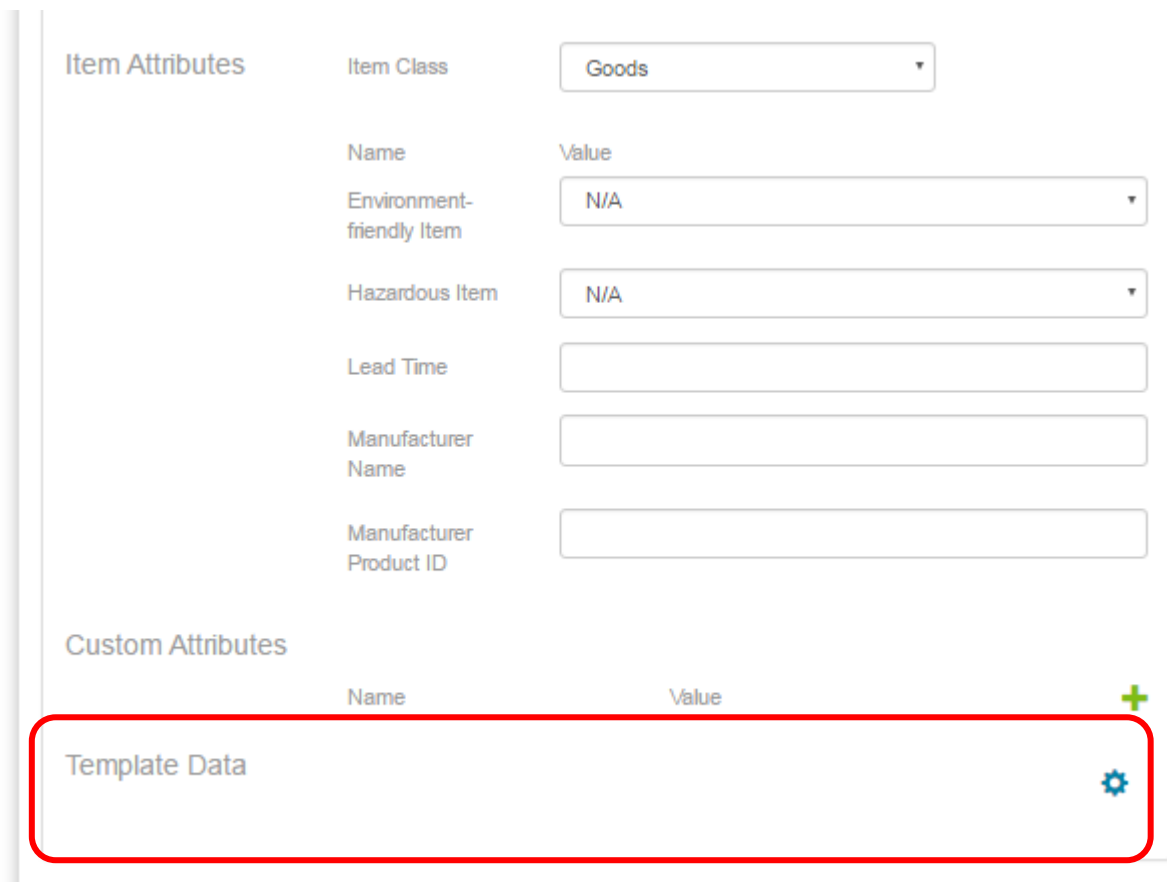 Item Attributes
Item Class
Goods
Name
Value
Environment-
friendly Item
N/A
Hazardous Item
N/A
Lead Time
Manufacturer
Name
Manufacturer
Product ID
Custom Attributes
Name
Value
Template Data